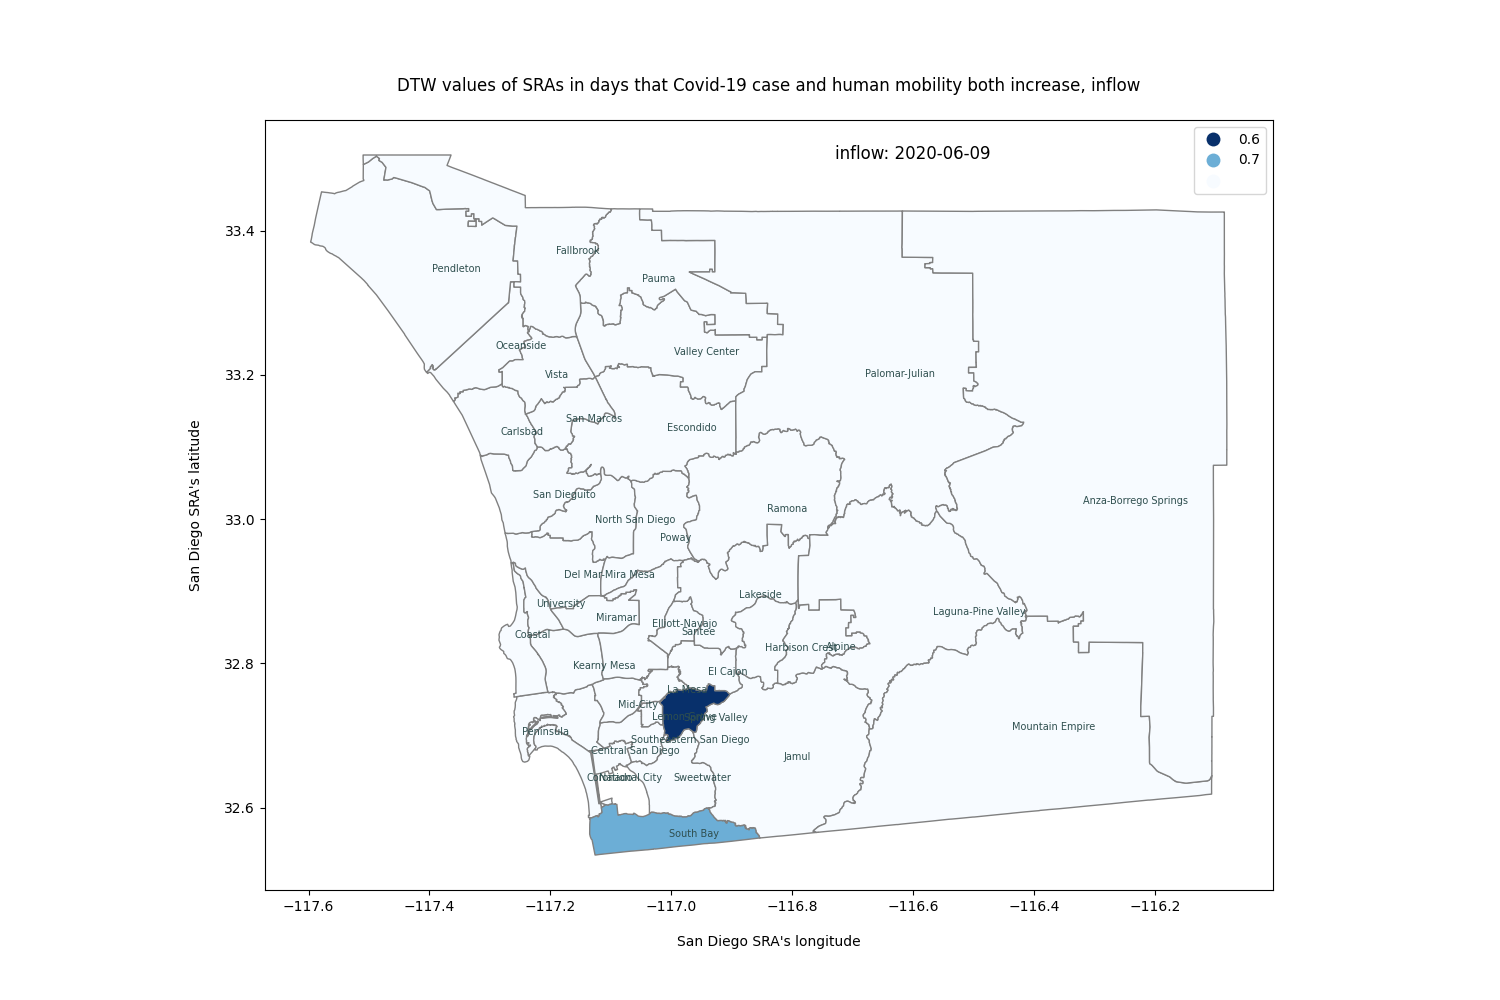 DTW values of SRAs in days that Covid-19 case and human mobility both increase, inflow
inflow: 2020-06-09
0.6
0.7
33.4
33.2
33.0
32.8
32.6
San Diego SRA's latitude
Fallbrook
Pendleton
Pauma
Oceanside
Valley Center
Vista
Palomar-Julian
San Marcos
Carlsbad
Escondido
San Dieguito
Anza-Borrego Springs
Ramona
North San Diego
Poway
Del Mar-Mira Mesa
Lakeside
University
Laguna-Pine Valley
Miramar
Elliott-Navajo
Santee
Coastal
Harbison Crest
Alpine
Kearny Mesa
El Cajon
La Mesa
Mid-City
Lemon Grove
Spring Valley
Mountain Empire
Peninsula
Southeastern San Diego
Central San Diego
Jamul
Coronado
National City
Sweetwater
South Bay
−117.6
−117.4
−117.2
−117.0
−116.8
−116.6
−116.4
−116.2
San Diego SRA's longitude